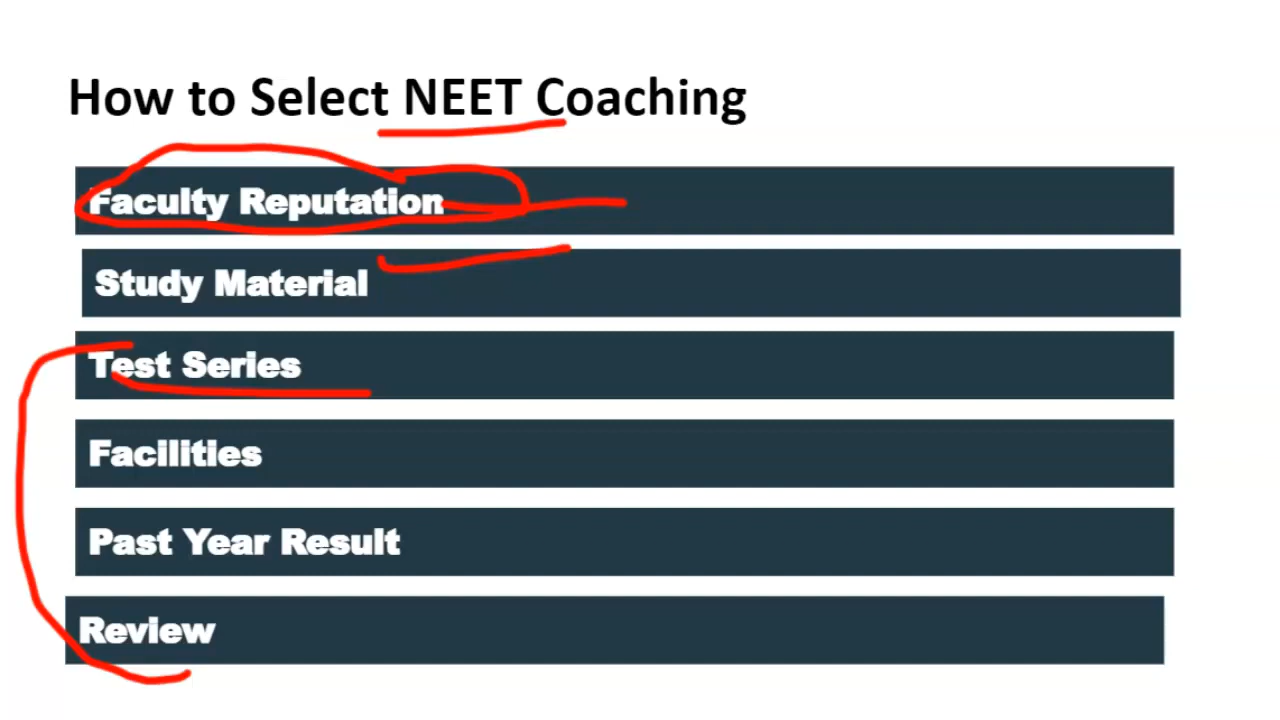 How to Select NEET Coaching
Faculty Reputation
Study Material
Test Series
Facilities
Past Year Result
Review